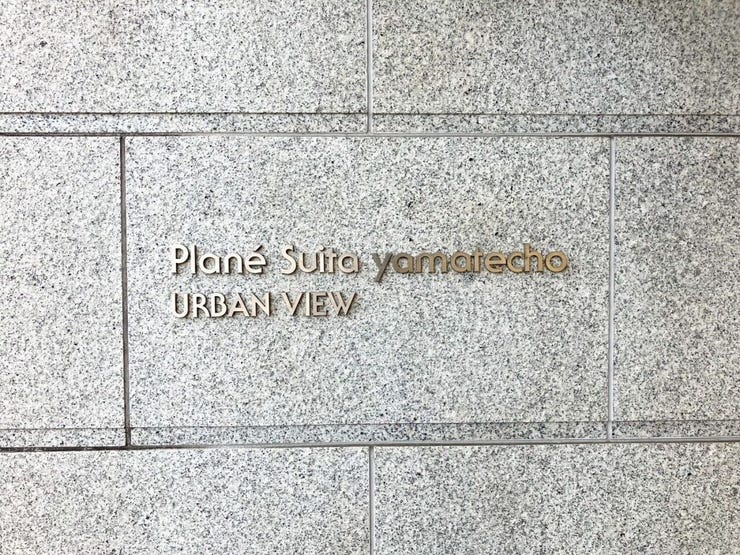 Plané Suita yamatecho
URBAN VIEW